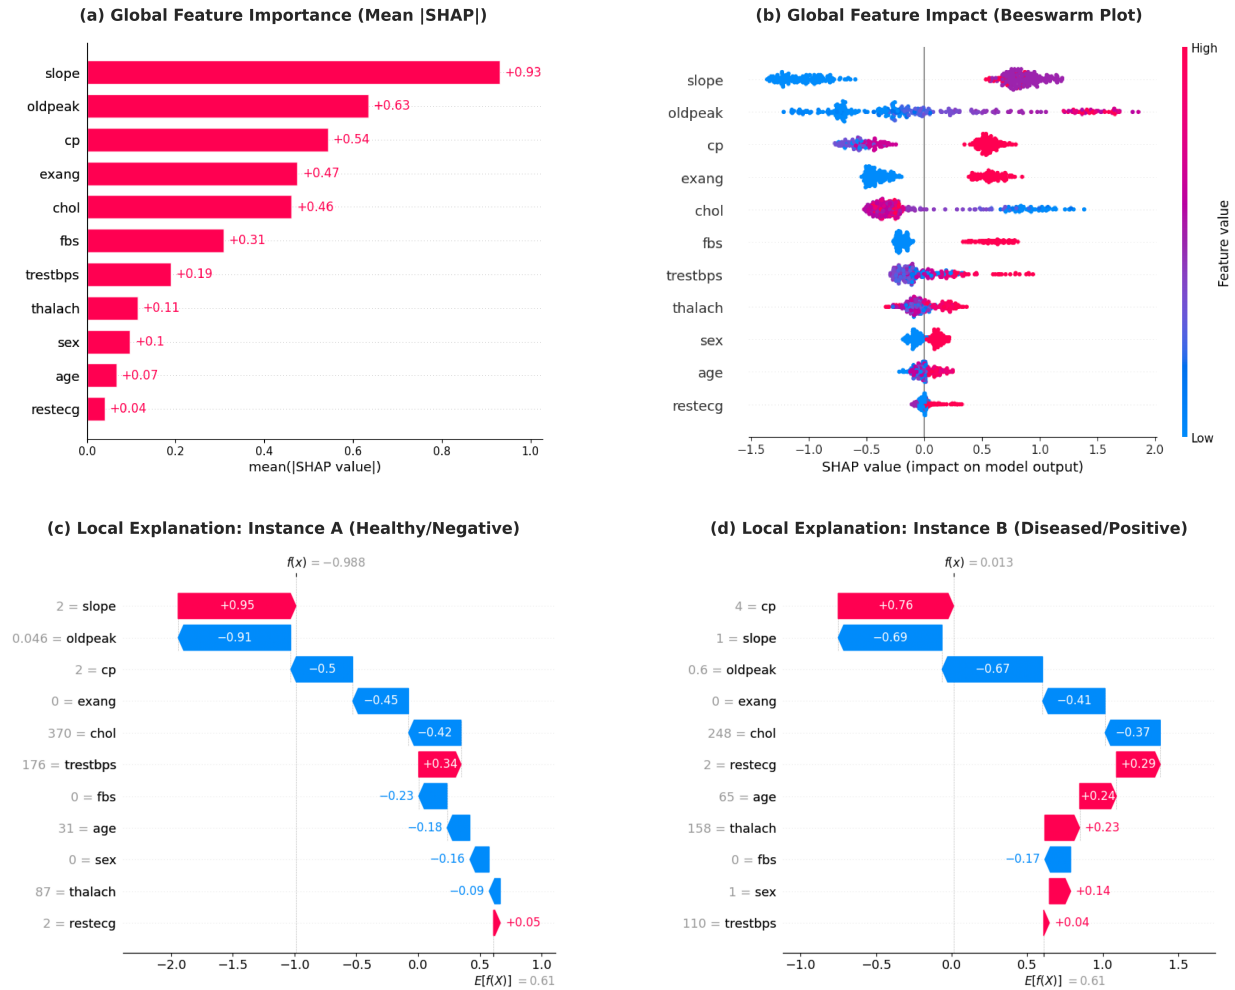 (a) Global Feature Importance (Mean |SHAP|)
slope +0.93
oldpeak +0.63
cp +0.54
exang +0.47
chol +0.46
fbs +0.31
trestbps +0.19
thalach +0.11
sex +0.1
age +0.07
restecg +0.04
0.0 0.2 0.4 0.6 0.8 1.0
mean(|SHAP value|)
(b) Global Feature Impact (Beeswarm Plot)
High
slope
oldpeak
cp
exang
chol
fbs
trestbps
thalach
sex
age
restecg
Feature value
Low
−1.5 −1.0 −0.5 0.0 0.5 1.0 1.5 2.0
SHAP value (impact on model output)
(c) Local Explanation: Instance A (Healthy/Negative)
f(x) = −0.988
2 = slope +0.95
0.046 = oldpeak −0.91
2 = cp −0.5
0 = exang −0.45
370 = chol −0.42
176 = trestbps +0.34
0 = fbs −0.23
31 = age −0.18
0 = sex −0.16
87 = thalach −0.09
2 = restecg +0.05
−2.0 −1.5 −1.0 −0.5 0.0 0.5 1.0
E[f(X)] = 0.61
(d) Local Explanation: Instance B (Diseased/Positive)
f(x) = 0.013
4 = cp +0.76
1 = slope −0.69
0.6 = oldpeak −0.67
0 = exang −0.41
248 = chol −0.37
2 = restecg +0.29
65 = age +0.24
158 = thalach +0.23
0 = fbs −0.17
1 = sex +0.14
110 = trestbps +0.04
−1.0 −0.5 0.0 0.5 1.0 1.5
E[f(X)] = 0.61